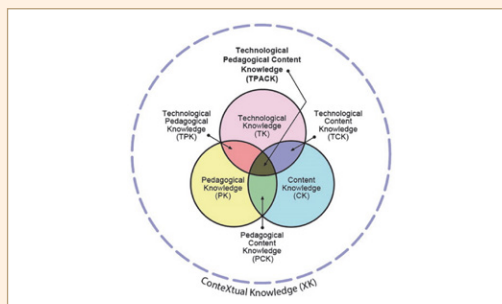 Technological
Pedagogical Content
Knowledge
(TPACK)
Technological
Pedagogical
Knowledge
(TPK)
Technological
Knowledge
(TK)
Technological
Content
Knowledge
(TCK)
Pedagogical
Knowledge
(PK)
Content
Knowledge
(CK)
Pedagogical
Content
Knowledge
(PCK)
ConteXtual Knowledge (XK)